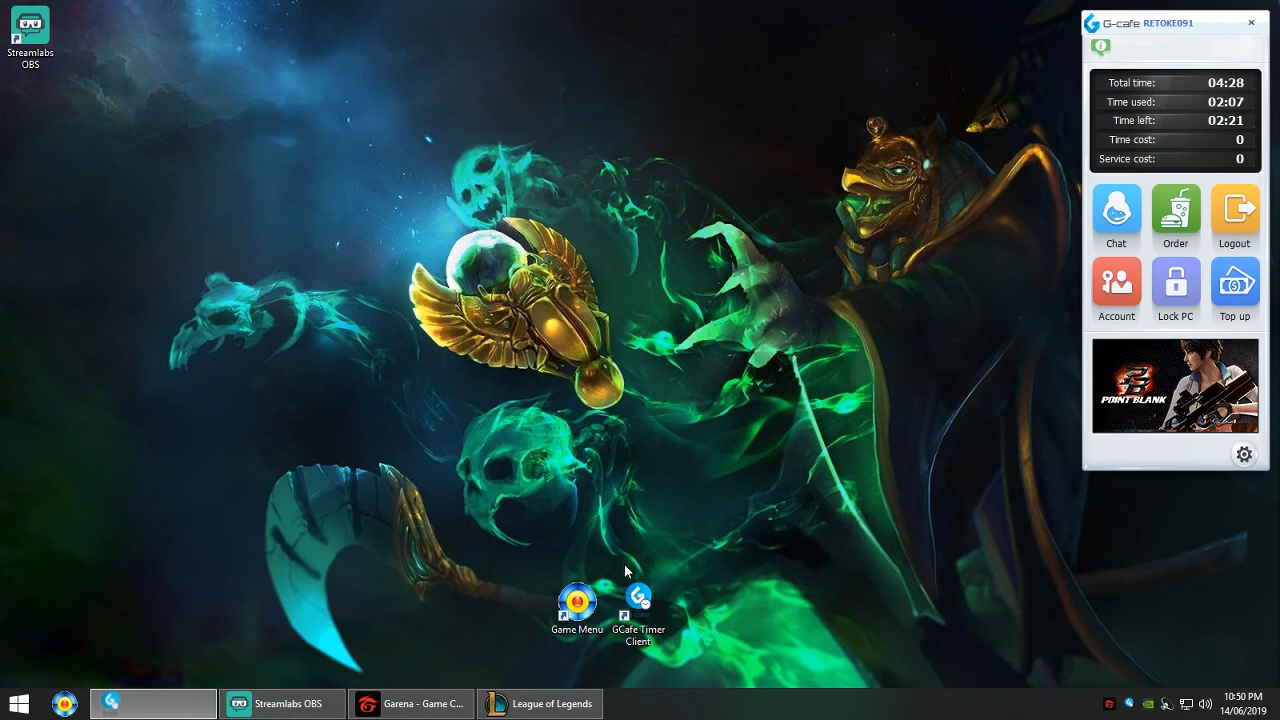 Streamlabs
OBS
G-cafe RETOKE091
Total time: 04:28
Time used: 02:07
Time left: 02:21
Time cost: 0
Service cost: 0
Chat Order Logout
Account Lock PC Top up
POINT BLANK
Game Menu
GCafe Timer
Client
Streamlabs OBS
Garena - Game C...
League of Legends
10:50 PM
14/06/2019